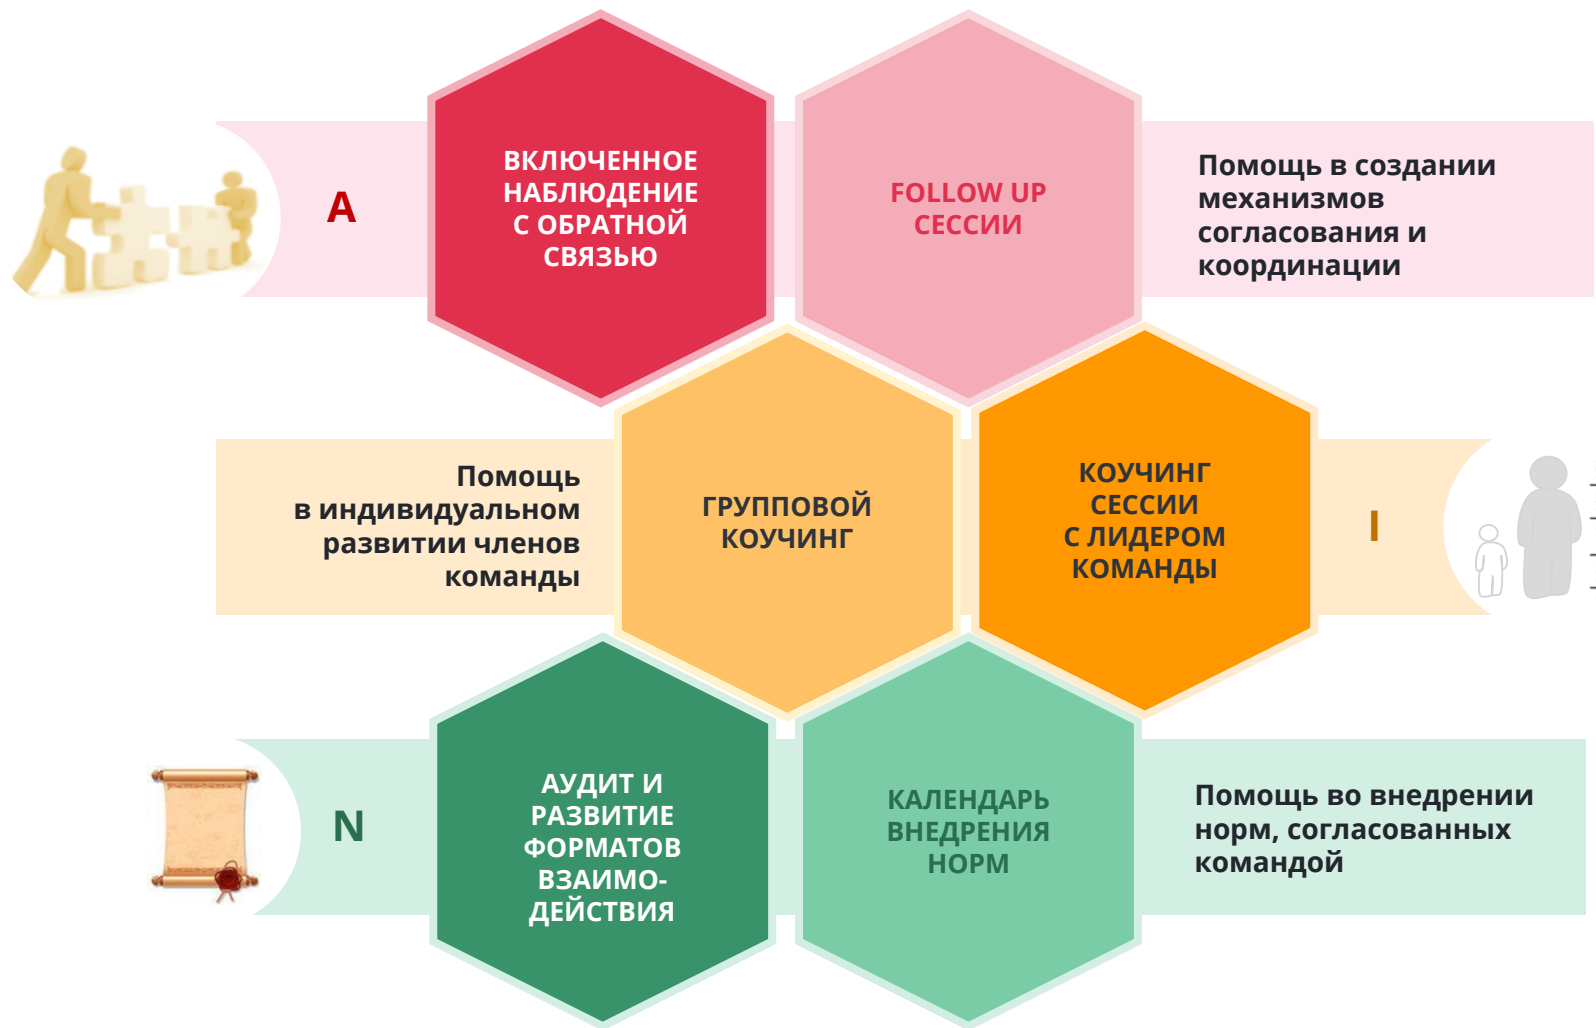 A
ВКЛЮЧЕННОЕ
НАБЛЮДЕНИЕ
С ОБРАТНОЙ
СВЯЗЬЮ
FOLLOW UP
СЕССИИ
Помощь в создании
механизмов
согласования и
координации
Помощь
в индивидуальном
развитии членов
команды
ГРУППОВОЙ
КОУЧИНГ
КОУЧИНГ
СЕССИИ
С ЛИДЕРОМ
КОМАНДЫ
I
N
АУДИТ И
РАЗВИТИЕ
ФОРМАТОВ
ВЗАИМО-
ДЕЙСТВИЯ
КАЛЕНДАРЬ
ВНЕДРЕНИЯ
НОРМ
Помощь во внедрении
норм, согласованных
командой